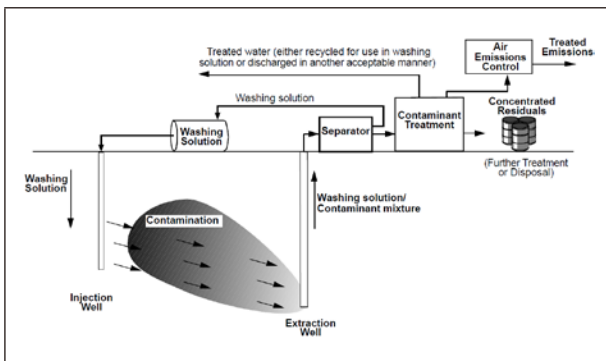 Treated water (either recycled for use in washing
solution or discharged in another acceptable manner)
Air
Emissions
Control
Treated
Emissions
Washing solution
Washing
Solution
Separator
Contaminant
Treatment
Concentrated
Residuals
(Further Treatment
or Disposal)
Washing
Solution
Contamination
Washing solution/
Contaminant mixture
Injection
Well
Extraction
Well